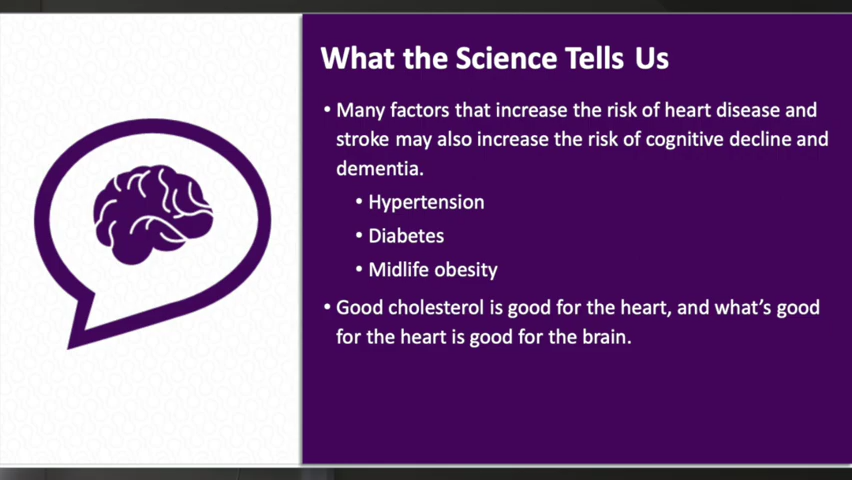 What the Science Tells Us
• Many factors that increase the risk of heart disease and
stroke may also increase the risk of cognitive decline and
dementia.
• Hypertension
• Diabetes
• Midlife obesity
• Good cholesterol is good for the heart, and what’s good
for the heart is good for the brain.